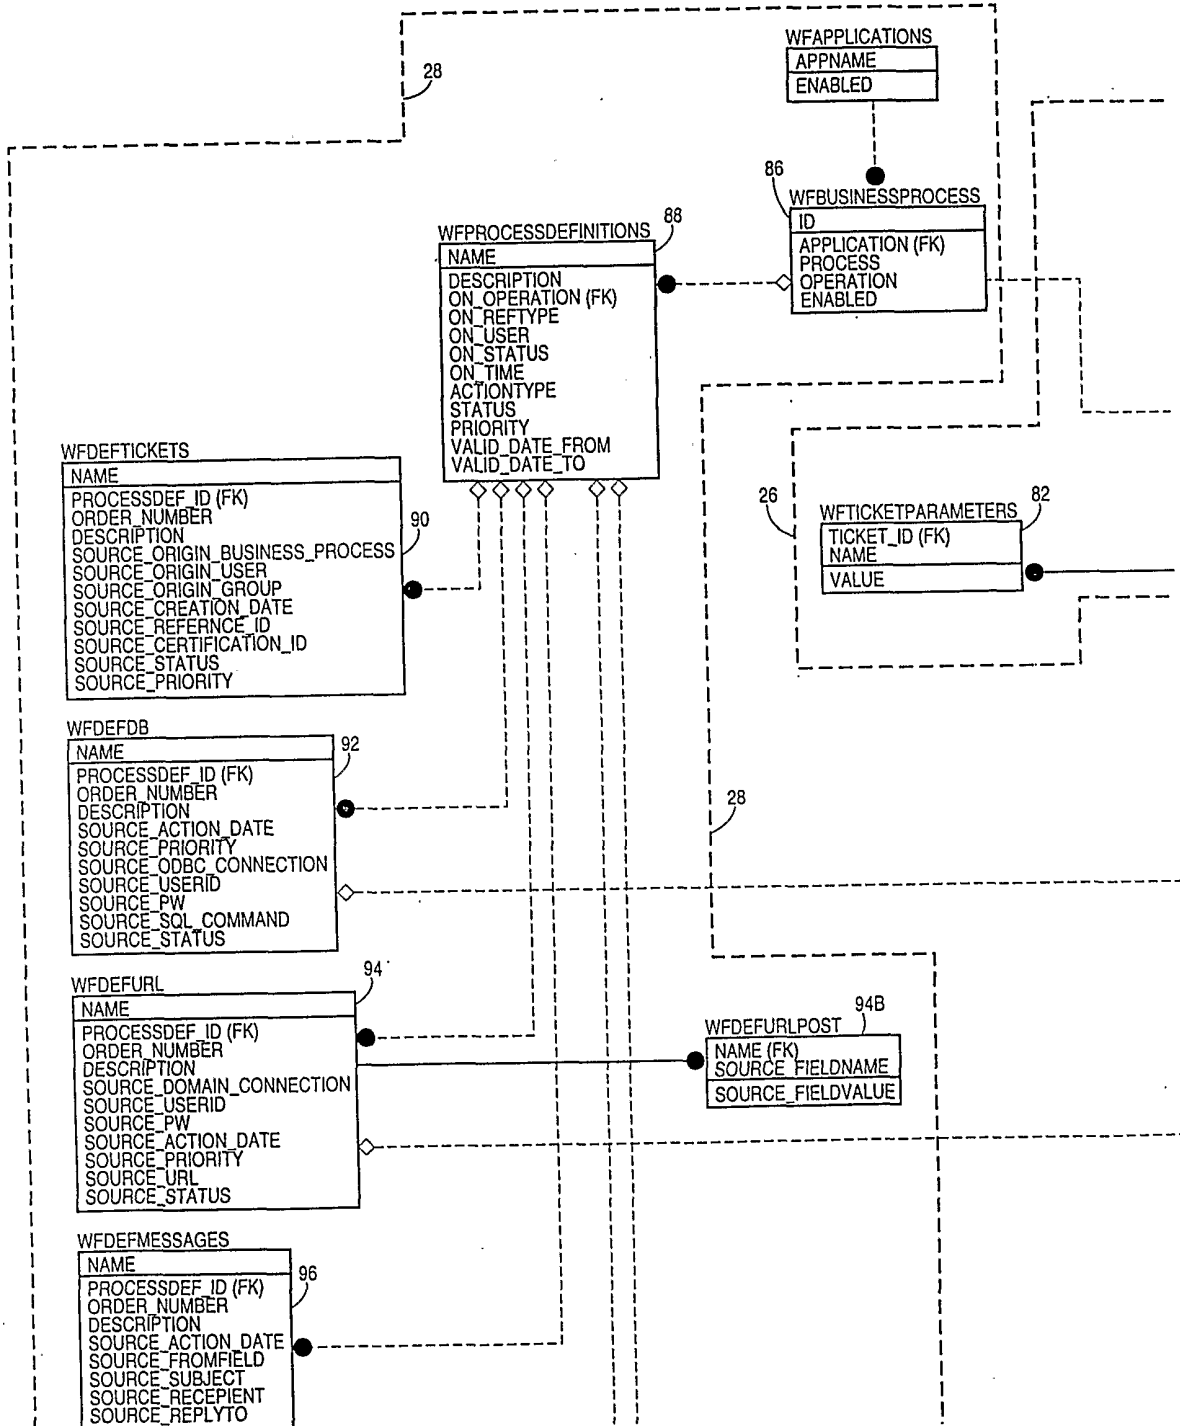 28
WFAPPLICATIONS
APPNAME
ENABLED
86
WFBUSINESSPROCESS
ID
APPLICATION (FK)
PROCESS
OPERATION
ENABLED
88
WFPROCESSDEFINITIONS
NAME
DESCRIPTION
ON_OPERATION (FK)
ON_REFTYPE
ON_USER
ON_STATUS
ON_TIME
ACTIONTYPE
STATUS
PRIORITY
VALID_DATE_FROM
VALID_DATE_TO
WFDEFTICKETS
NAME
PROCESSDEF_ID (FK)
ORDER_NUMBER
DESCRIPTION
SOURCE_ORIGIN_BUSINESS_PROCESS
SOURCE_ORIGIN_USER
SOURCE_ORIGIN_GROUP
SOURCE_CREATION_DATE
SOURCE_REFERNCE_ID
SOURCE_CERTIFICATION_ID
SOURCE_STATUS
SOURCE_PRIORITY
90
26
WFTICKETPARAMETERS
82
TICKET_ID (FK)
NAME
VALUE
WFDEFDB
NAME
92
PROCESSDEF_ID (FK)
ORDER_NUMBER
DESCRIPTION
SOURCE_ACTION_DATE
SOURCE_PRIORITY
SOURCE_ODBC_CONNECTION
SOURCE_USERID
SOURCE_PW
SOURCE_SQL_COMMAND
SOURCE_STATUS
28
WFDEFURL
94
NAME
PROCESSDEF_ID (FK)
ORDER_NUMBER
DESCRIPTION
SOURCE_DOMAIN_CONNECTION
SOURCE_USERID
SOURCE_PW
SOURCE_ACTION_DATE
SOURCE_PRIORITY
SOURCE_URL
SOURCE_STATUS
94B
WFDEFURLPOST
NAME (FK)
SOURCE_FIELDNAME
SOURCE_FIELDVALUE
WFDEFMESSAGES
NAME
96
PROCESSDEF_ID (FK)
ORDER_NUMBER
DESCRIPTION
SOURCE_ACTION_DATE
SOURCE_FROMFIELD
SOURCE_SUBJECT
SOURCE_RECEPIENT
SOURCE_REPLYTO